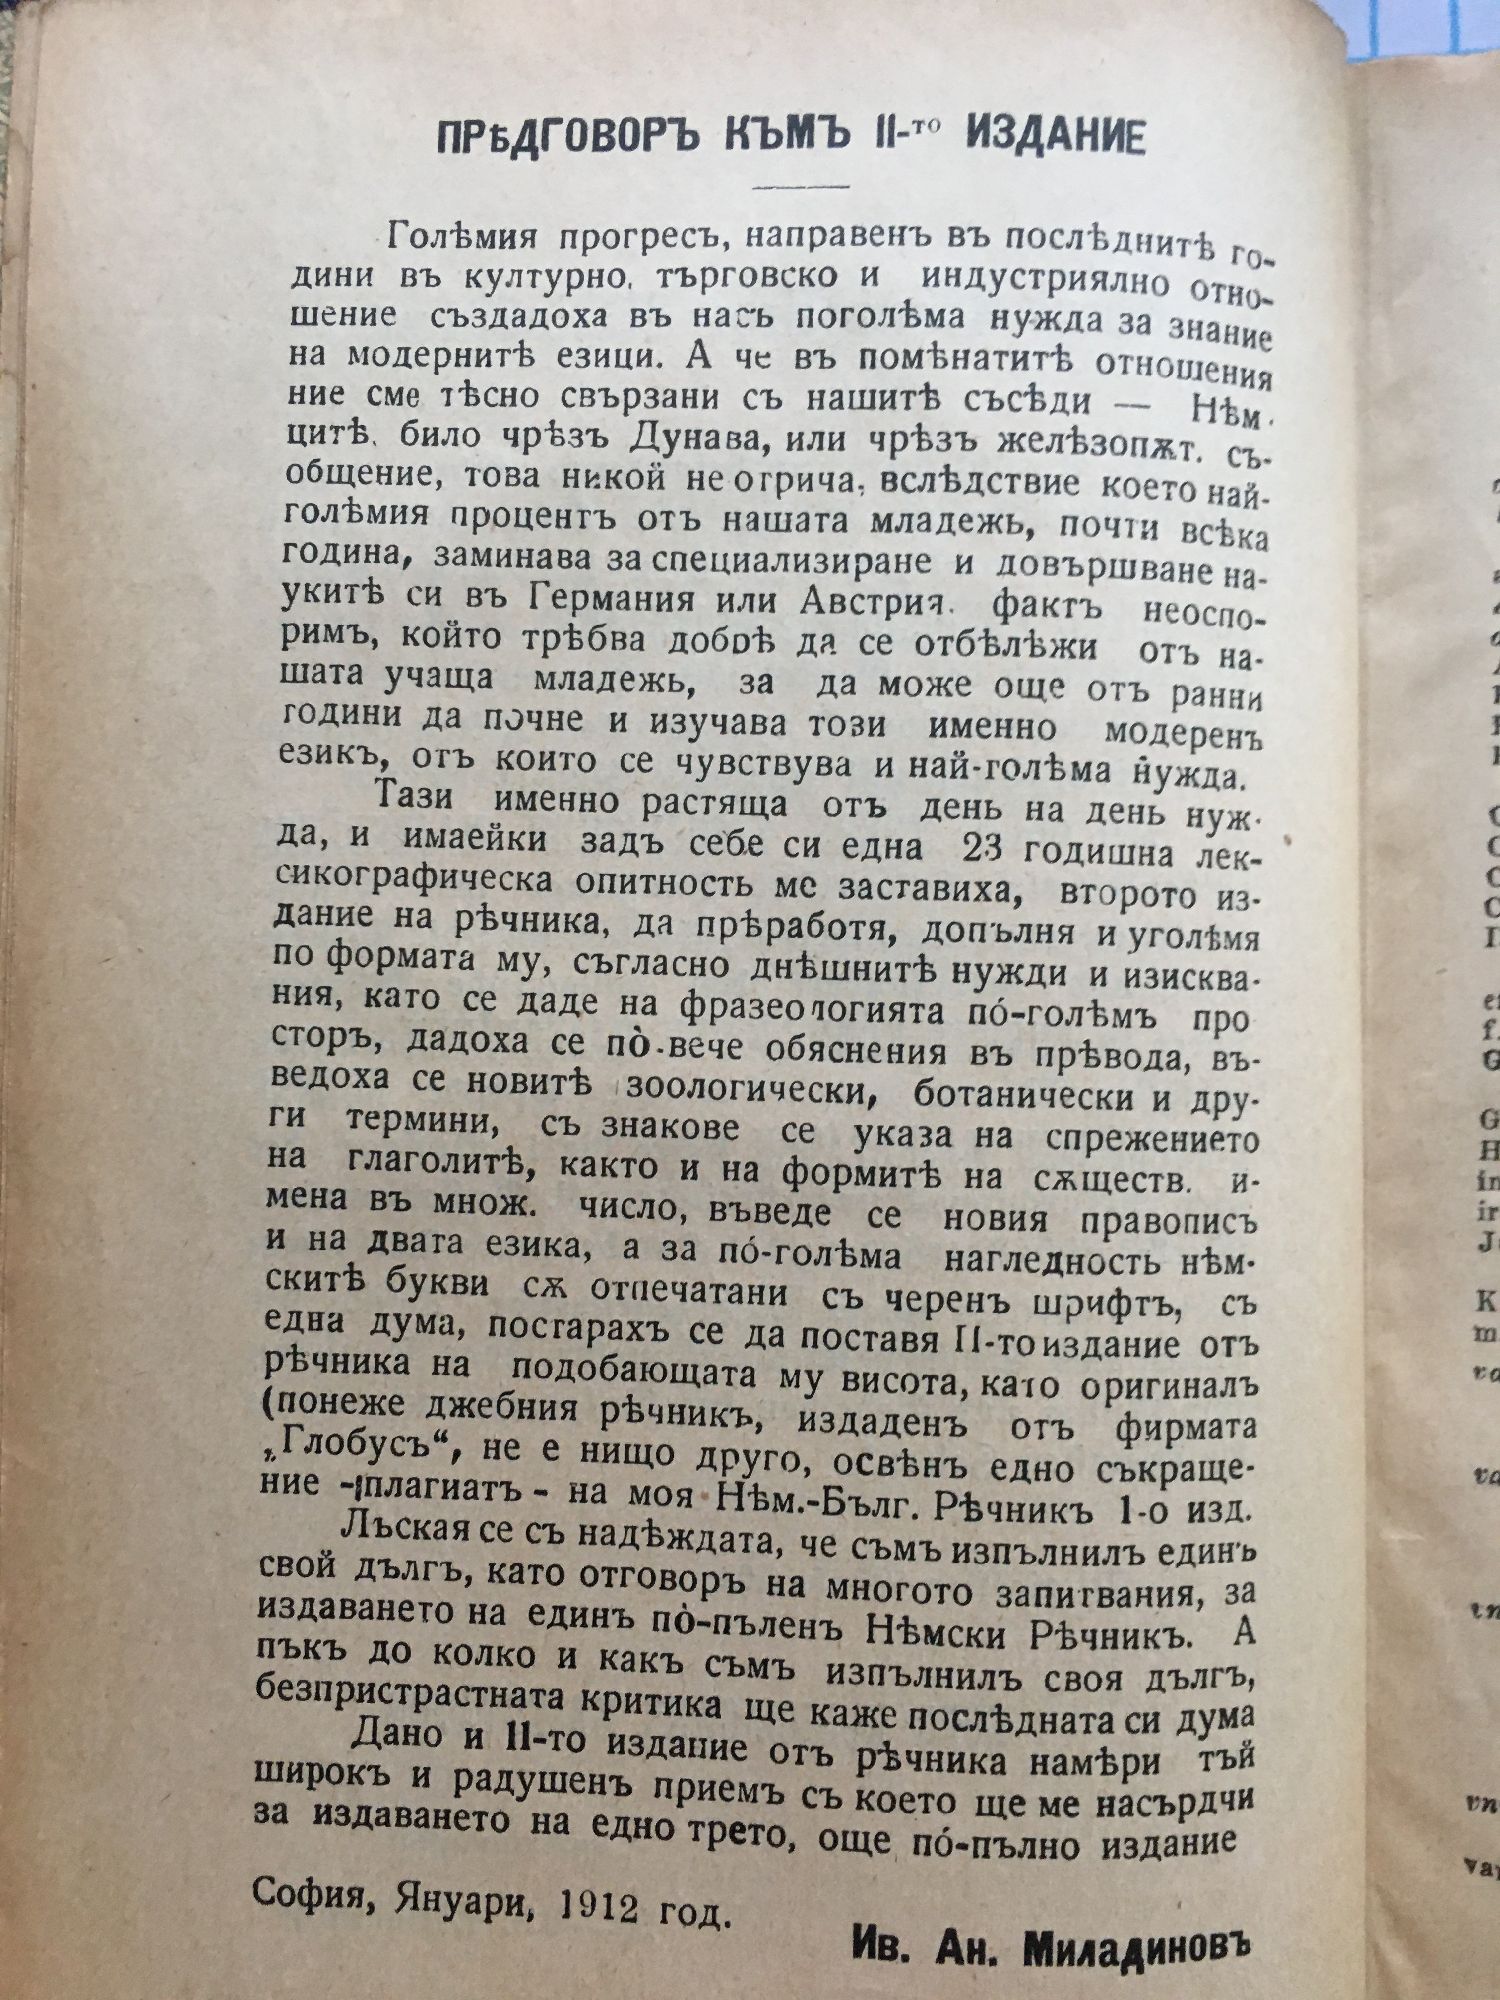 ПРѢДГОВОРЪ КЪМЪ II-то ИЗДАНИЕ
Голѣмия прогресъ, направенъ въ послѣднитѣ го-
дини въ културно, търговско и индустриялно отно-
шение създадоха въ насъ поголѣма нужда за знание
на модернитѣ езици. А че въ помѣнатитѣ отношения
ние сме тѣсно свързани съ нашитѣ съсѣди — Нѣм-
цитѣ, било чрѣзъ Дунава, или чрѣзъ желѣзопѫт. съ-
общение, това никой не отрича, вслѣдствие което най-
голѣмия процентъ отъ нашата младежь, почти всѣка
година, заминава за специализиране и довършване на-
укитѣ си въ Германия или Австрия, фактъ неоспо-
римъ, който трѣбва добрѣ да се отбѣлѣжи отъ на-
шата учаща младежь, за да може още отъ ранни
години да почне и изучава този именно модеренъ
езикъ, отъ които се чувствува и най-голѣма нужда.
Тази именно растяща отъ день на день нуж-
да, и имаейки задъ себе си една 23 годишна лек-
сикографическа опитность ме заставиха, второто из-
дание на рѣчника, да прѣработя, допълня и уголѣмя
по формата му, съгласно днѣшнитѣ нужди и изисква-
ния, като се даде на фразеологията по́-голѣмъ про
сторъ, дадоха се по̀-вече обяснения въ прѣвода, въ-
ведоха се новитѣ зоологически, ботанически и дру-
ги термини, съ знакове се указа на спрежението
на глаголитѣ, както и на формитѣ на сѫществ. и-
мена въ множ. число, въведе се новия правописъ
и на двата езика, а за по́-голѣма нагледность нѣм-
скитѣ букви сѫ отпечатани съ черенъ шрифтъ, съ
една дума, постарахъ се да поставя II-то издание отъ
рѣчника на подобающата му висота, като оригиналъ
(понеже джебния рѣчникъ, издаденъ отъ фирмата
„Глобусъ“, не е нищо друго, освѣнъ едно съкраще-
ние - плагиатъ - на моя Нѣм.-Бълг. Рѣчникъ 1-о изд.
Лъская се съ надѣждата, че съмъ изпълнилъ единъ
свой дългъ, като отговоръ на многото запитвания, за
издаването на единъ по̀-пъленъ Нѣмски Рѣчникъ. А
пъкъ до колко и какъ съмъ изпълнилъ своя дългъ,
безпристрастната критика ще каже послѣдната си дума
Дано и II-то издание отъ рѣчника намѣри тъй
широкъ и радушенъ приемъ съ което ще ме насърдчи
за издаването на едно трето, още по́-пълно издание
София, Януари, 1912 год.
Ив. Ан. Миладиновъ